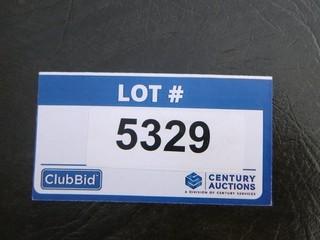 LOT #
5329
ClubBid
CENTURY
AUCTIONS
A DIVISION OF CENTURY SERVICES